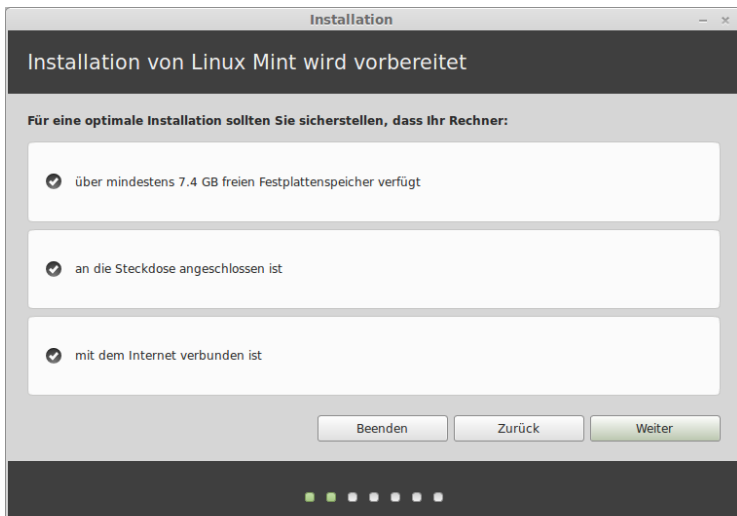 Installation
Installation von Linux Mint wird vorbereitet
Für eine optimale Installation sollten Sie sicherstellen, dass Ihr Rechner:
über mindestens 7.4 GB freien Festplattenspeicher verfügt
an die Steckdose angeschlossen ist
mit dem Internet verbunden ist
Beenden Zurück Weiter